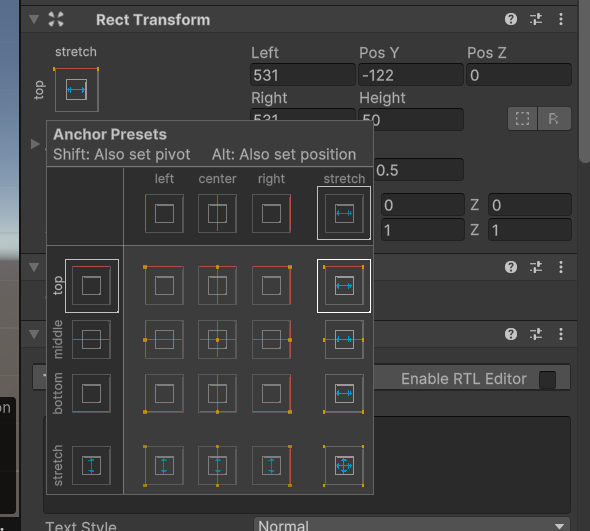 Rect Transform
stretch
top
Left
Pos Y
Pos Z
531
-122
0
Right
Height
531
50
R
Anchor Presets
Shift: Also set pivot
Alt: Also set position
left
center
right
stretch
0.5
0
Z
0
1
Z
1
top
middle
bottom
stretch
Enable RTL Editor
on
Text Style
Normal